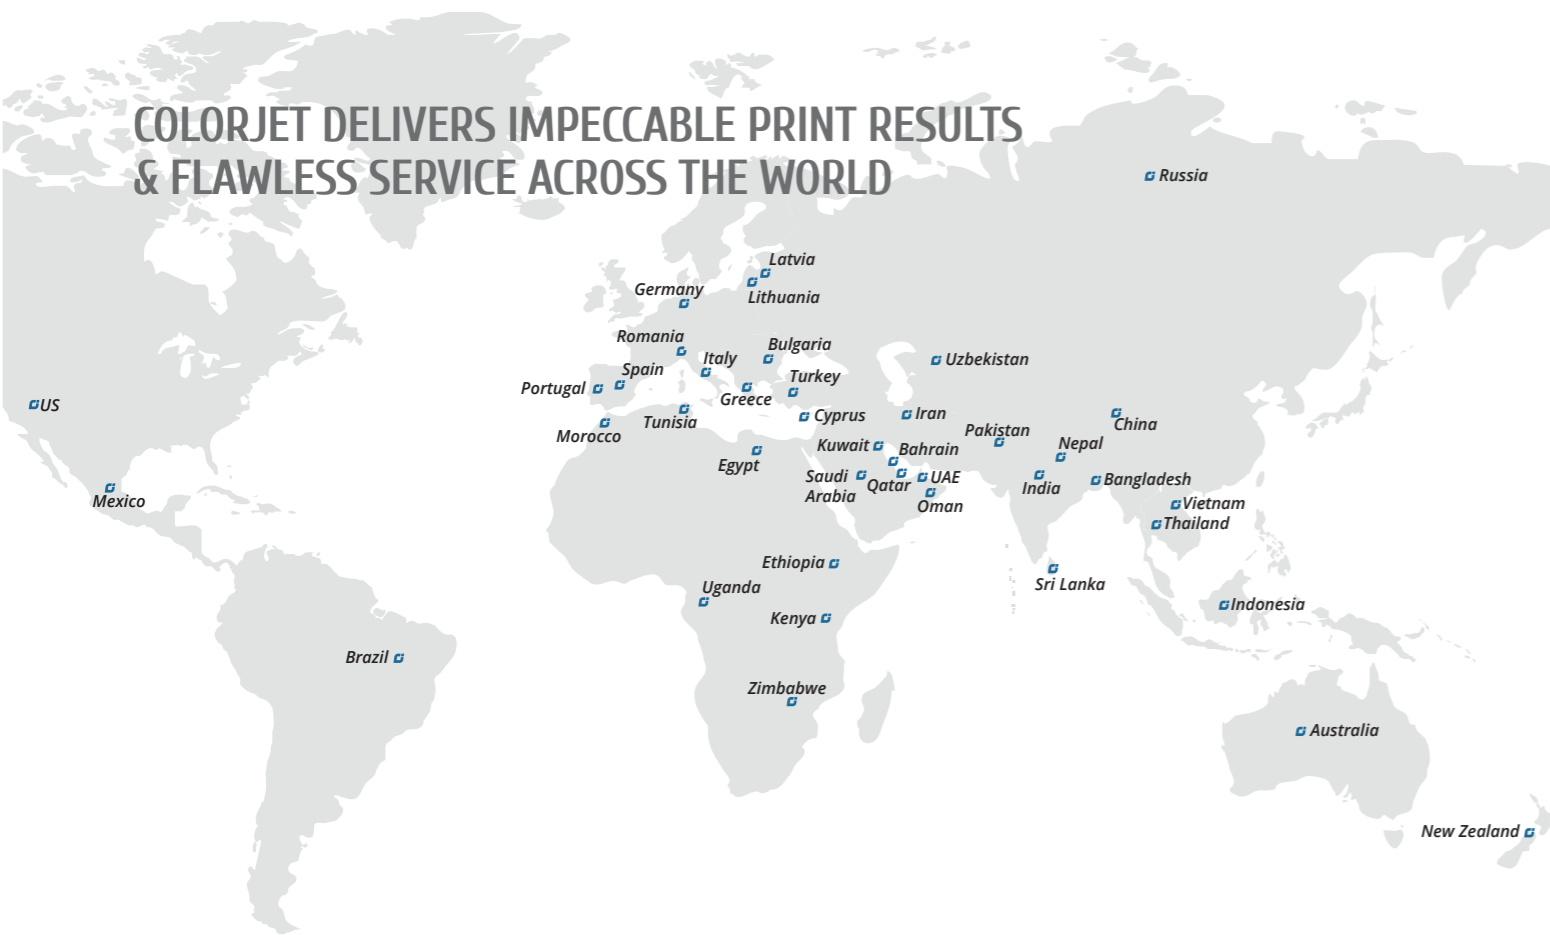 COLORJET DELIVERS IMPECCABLE PRINT RESULTS
& FLAWLESS SERVICE ACROSS THE WORLD
Russia
Latvia
Germany
Lithuania
Romania
Bulgaria
Italy
Uzbekistan
Spain
Turkey
Portugal
Greece
US
Iran
Cyprus
Tunisia
China
Pakistan
Morocco
Nepal
Kuwait
Bahrain
Egypt
Saudi
Arabia
Qatar
UAE
Bangladesh
India
Mexico
Oman
Vietnam
Thailand
Ethiopia
Sri Lanka
Uganda
Indonesia
Kenya
Brazil
Zimbabwe
Australia
New Zealand